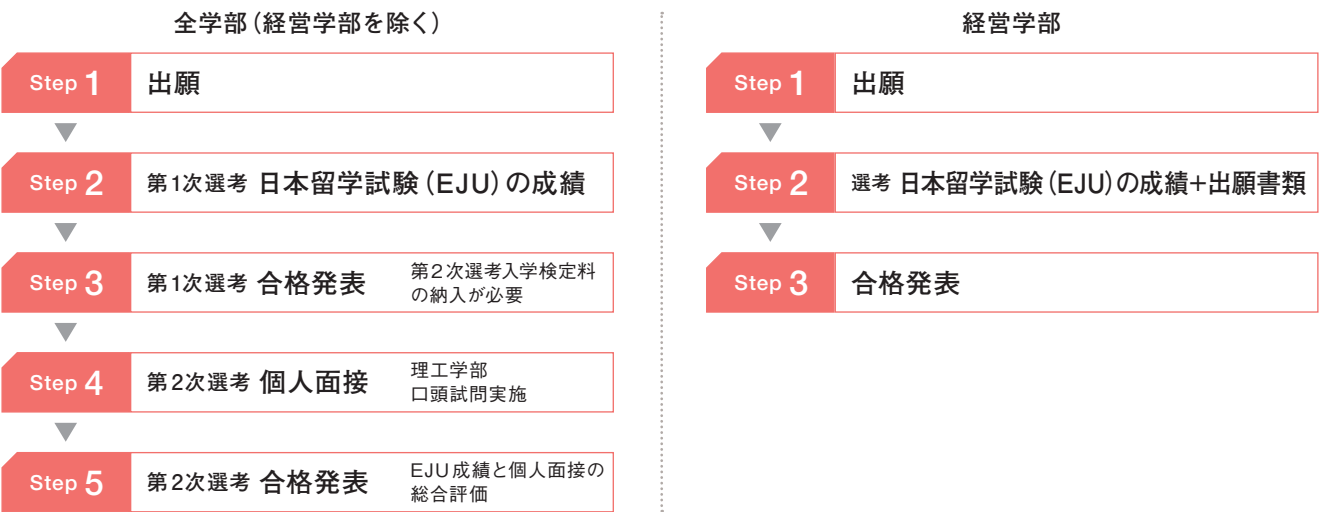 全学部（経営学部を除く）
Step 1 出願
Step 2 第1次選考 日本留学試験（EJU）の成績
Step 3 第1次選考 合格発表 第2次選考入学検定料
の納入が必要
Step 4 第2次選考 個人面接 理工学部
口頭試問実施
Step 5 第2次選考 合格発表 EJU成績と個人面接の
総合評価
経営学部
Step 1 出願
Step 2 選考 日本留学試験（EJU）の成績+出願書類
Step 3 合格発表